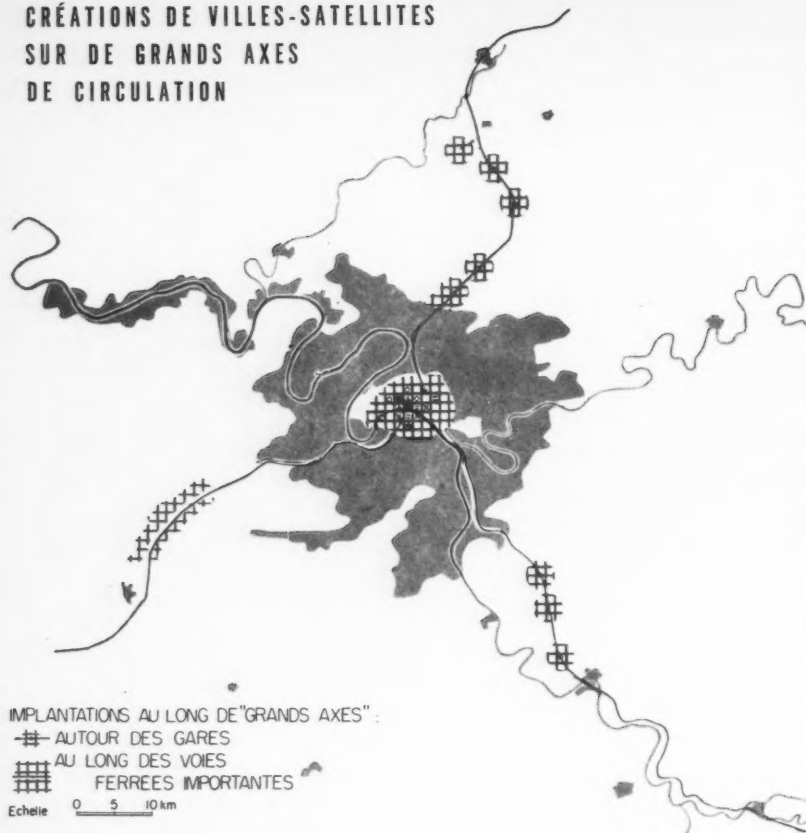 CRÉATIONS DE VILLES-SATELLITES
SUR DE GRANDS AXES
DE CIRCULATION
IMPLANTATIONS AU LONG DE "GRANDS AXES" :
AUTOUR DES GARES
AU LONG DES VOIES
FERREES IMPORTANTES
Echelle 0 5 10 km